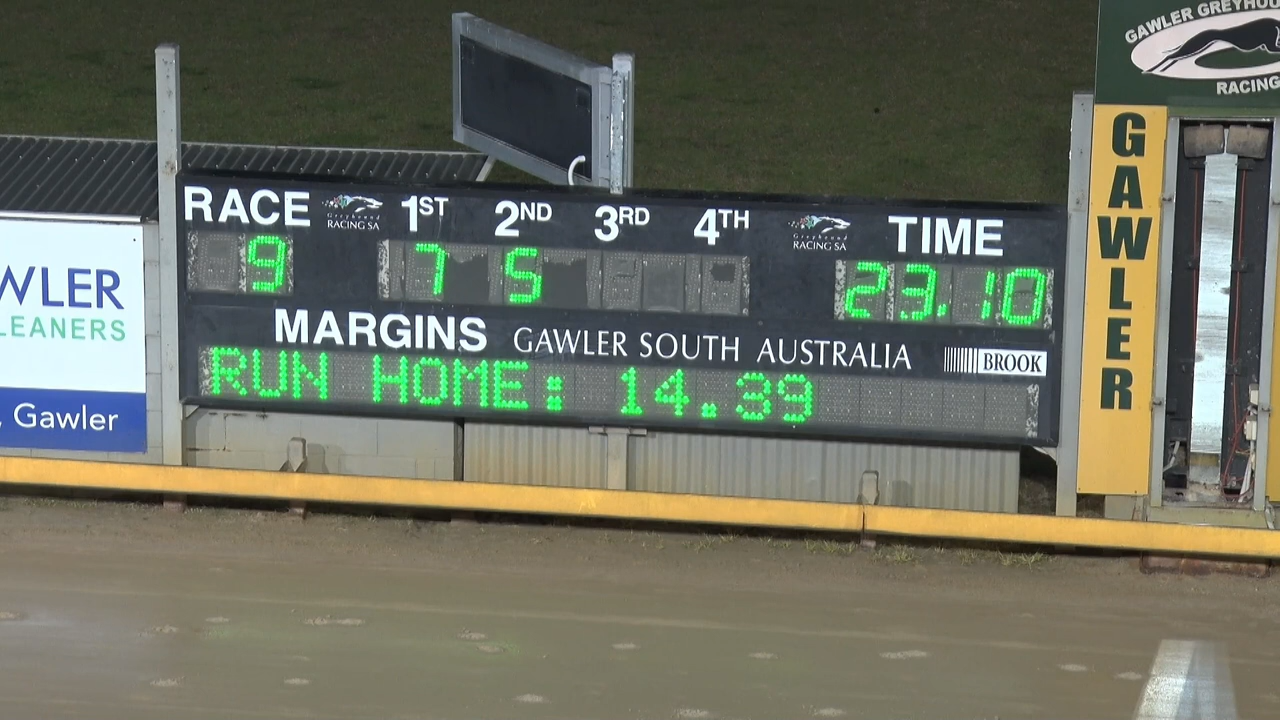 GAWLER GREYHOU
RACING
GAWLER
RACE
Greyhound
RACING SA
1ST
2ND
3RD
4TH
Greyhound
RACING SA
TIME
9
7
5
23.10
MARGINS
GAWLER SOUTH AUSTRALIA
BROOK
RUN HOME: 14.39
WLER
LEANERS
, Gawler